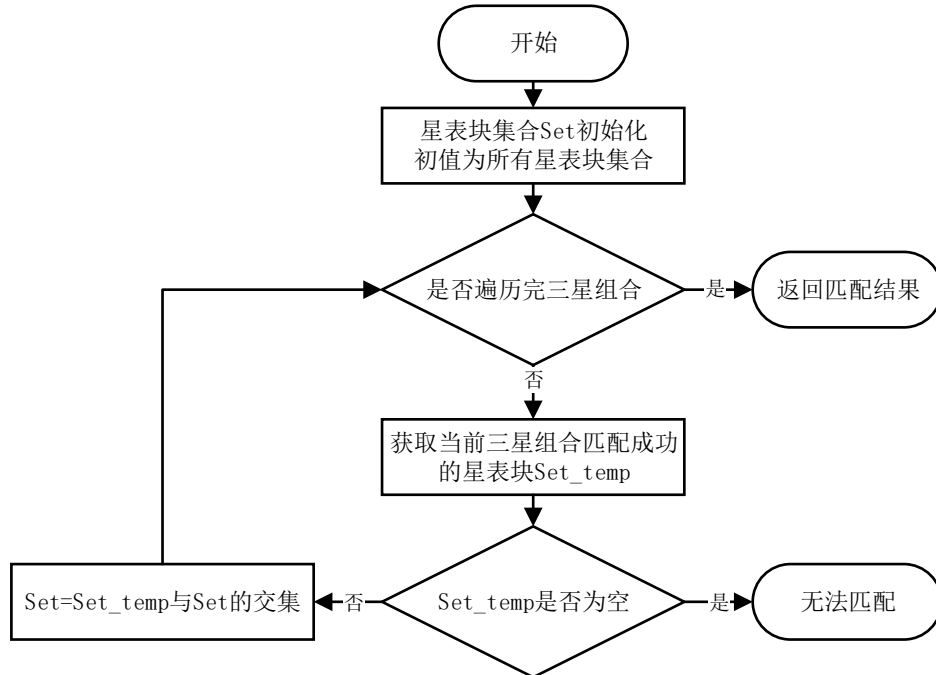 开始
星表块集合Set初始化
初值为所有星表块集合
是否遍历完三星组合
是
返回匹配结果
否
获取当前三星组合匹配成功
的星表块Set_temp
Set=Set_temp与Set的交集
否
Set_temp是否为空
是
无法匹配